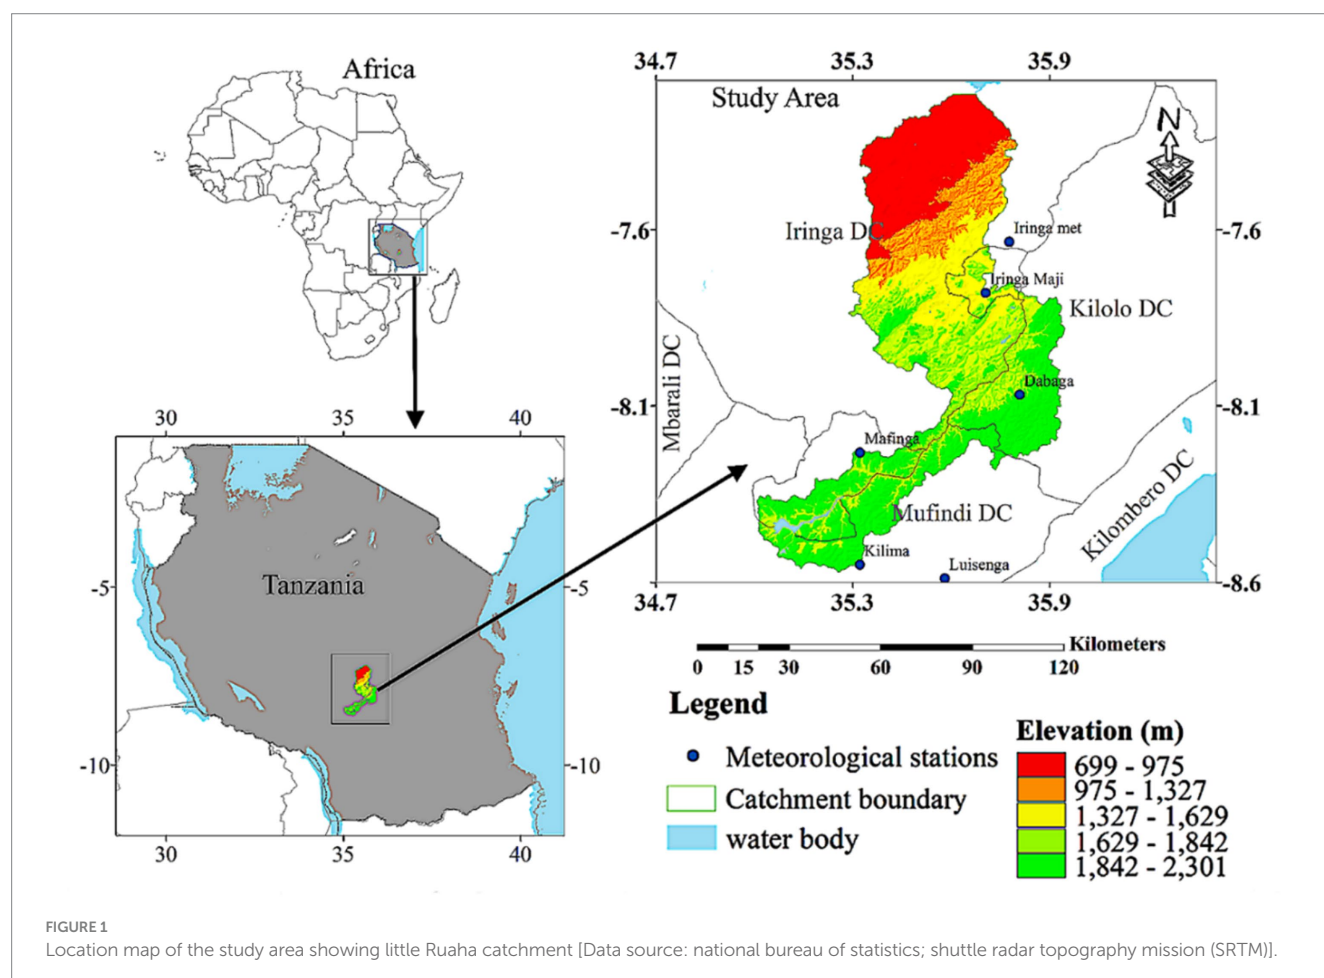 Africa
34.7
35.3
35.9
Study Area
N
-7.6
-7.6
Iringa DC
Iringa met
Iringa Maji
Kilolo DC
Mbarali DC
Dabaga
-8.1
-8.1
Mafinga
Mufindi DC
Kilombero DC
Kilima
Luisenga
-8.6
34.7
35.3
35.9
30
35
40
Tanzania
-5
-5
-10
-10
30
35
40
Kilometers
0 15 30 60 90 120
Legend
Meteorological stations
Catchment boundary
water body
Elevation (m)
699 - 975
975 - 1,327
1,327 - 1,629
1,629 - 1,842
1,842 - 2,301
FIGURE 1
Location map of the study area showing little Ruaha catchment [Data source: national bureau of statistics; shuttle radar topography mission (SRTM)].